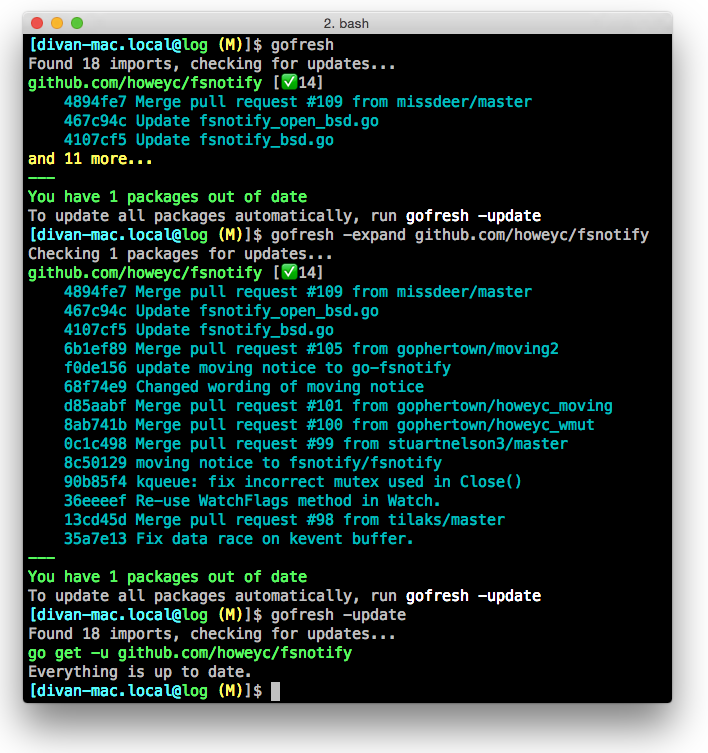 2. bash
[divan-mac.local@log (M)]$ gofresh
Found 18 imports, checking for updates...
github.com/howeyc/fsnotify [✅14]
4894fe7 Merge pull request #109 from missdeer/master
467c94c Update fsnotify_open_bsd.go
4107cf5 Update fsnotify_bsd.go
and 11 more...
---
You have 1 packages out of date
To update all packages automatically, run gofresh -update
[divan-mac.local@log (M)]$ gofresh -expand github.com/howeyc/fsnotify
Checking 1 packages for updates...
github.com/howeyc/fsnotify [✅14]
4894fe7 Merge pull request #109 from missdeer/master
467c94c Update fsnotify_open_bsd.go
4107cf5 Update fsnotify_bsd.go
6b1ef89 Merge pull request #105 from gophertown/moving2
f0de156 update moving notice to go-fsnotify
68f74e9 Changed wording of moving notice
d85aabf Merge pull request #101 from gophertown/howeyc_moving
8ab741b Merge pull request #100 from gophertown/howeyc_wmut
0c1c498 Merge pull request #99 from stuartnelson3/master
8c50129 moving notice to fsnotify/fsnotify
90b85f4 kqueue: fix incorrect mutex used in Close()
36eeeef Re-use WatchFlags method in Watch.
13cd45d Merge pull request #98 from tilaks/master
35a7e13 Fix data race on kevent buffer.
---
You have 1 packages out of date
To update all packages automatically, run gofresh -update
[divan-mac.local@log (M)]$ gofresh -update
Found 18 imports, checking for updates...
go get -u github.com/howeyc/fsnotify
Everything is up to date.
[divan-mac.local@log (M)]$